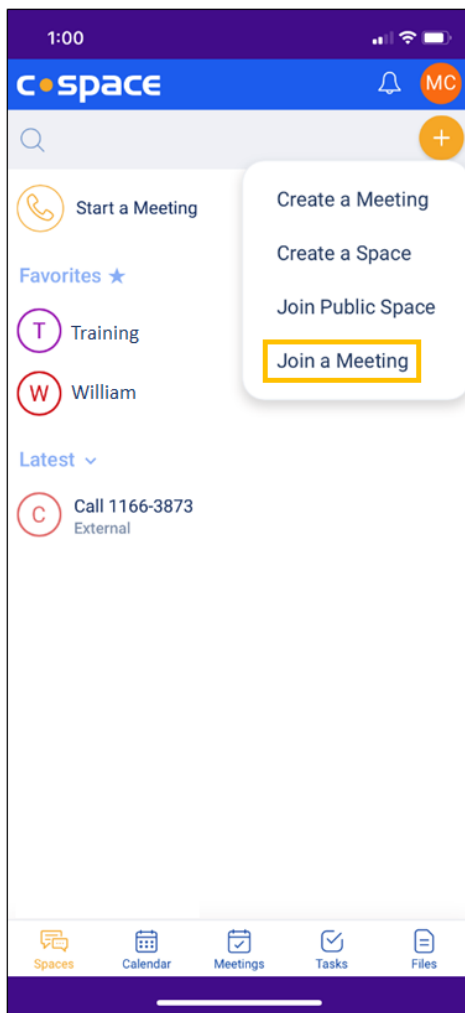 1:00
c•space
MC
+
Start a Meeting
Create a Meeting
Create a Space
Join Public Space
Join a Meeting
Favorites ★
T Training
W William
Latest
C Call 1166-3873
External
Spaces Calendar Meetings Tasks Files